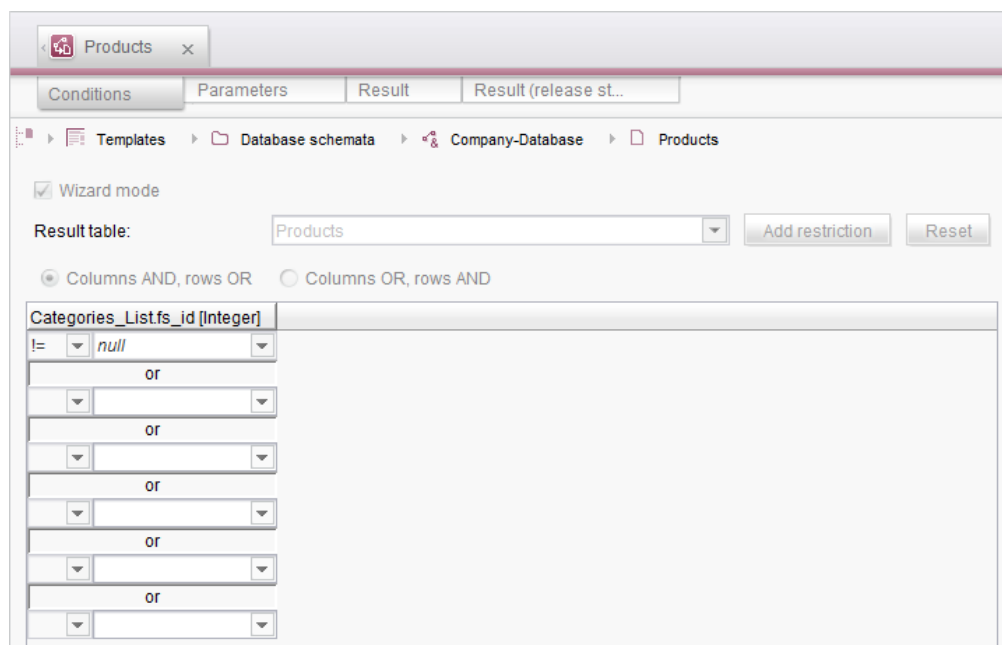 Products
Conditions Parameters Result Result (release st...
Templates Database schemata Company-Database Products
Wizard mode
Result table: Products Add restriction Reset
Columns AND, rows OR Columns OR, rows AND
Categories_List.fs_id [Integer]
!= null
or
or
or
or
or